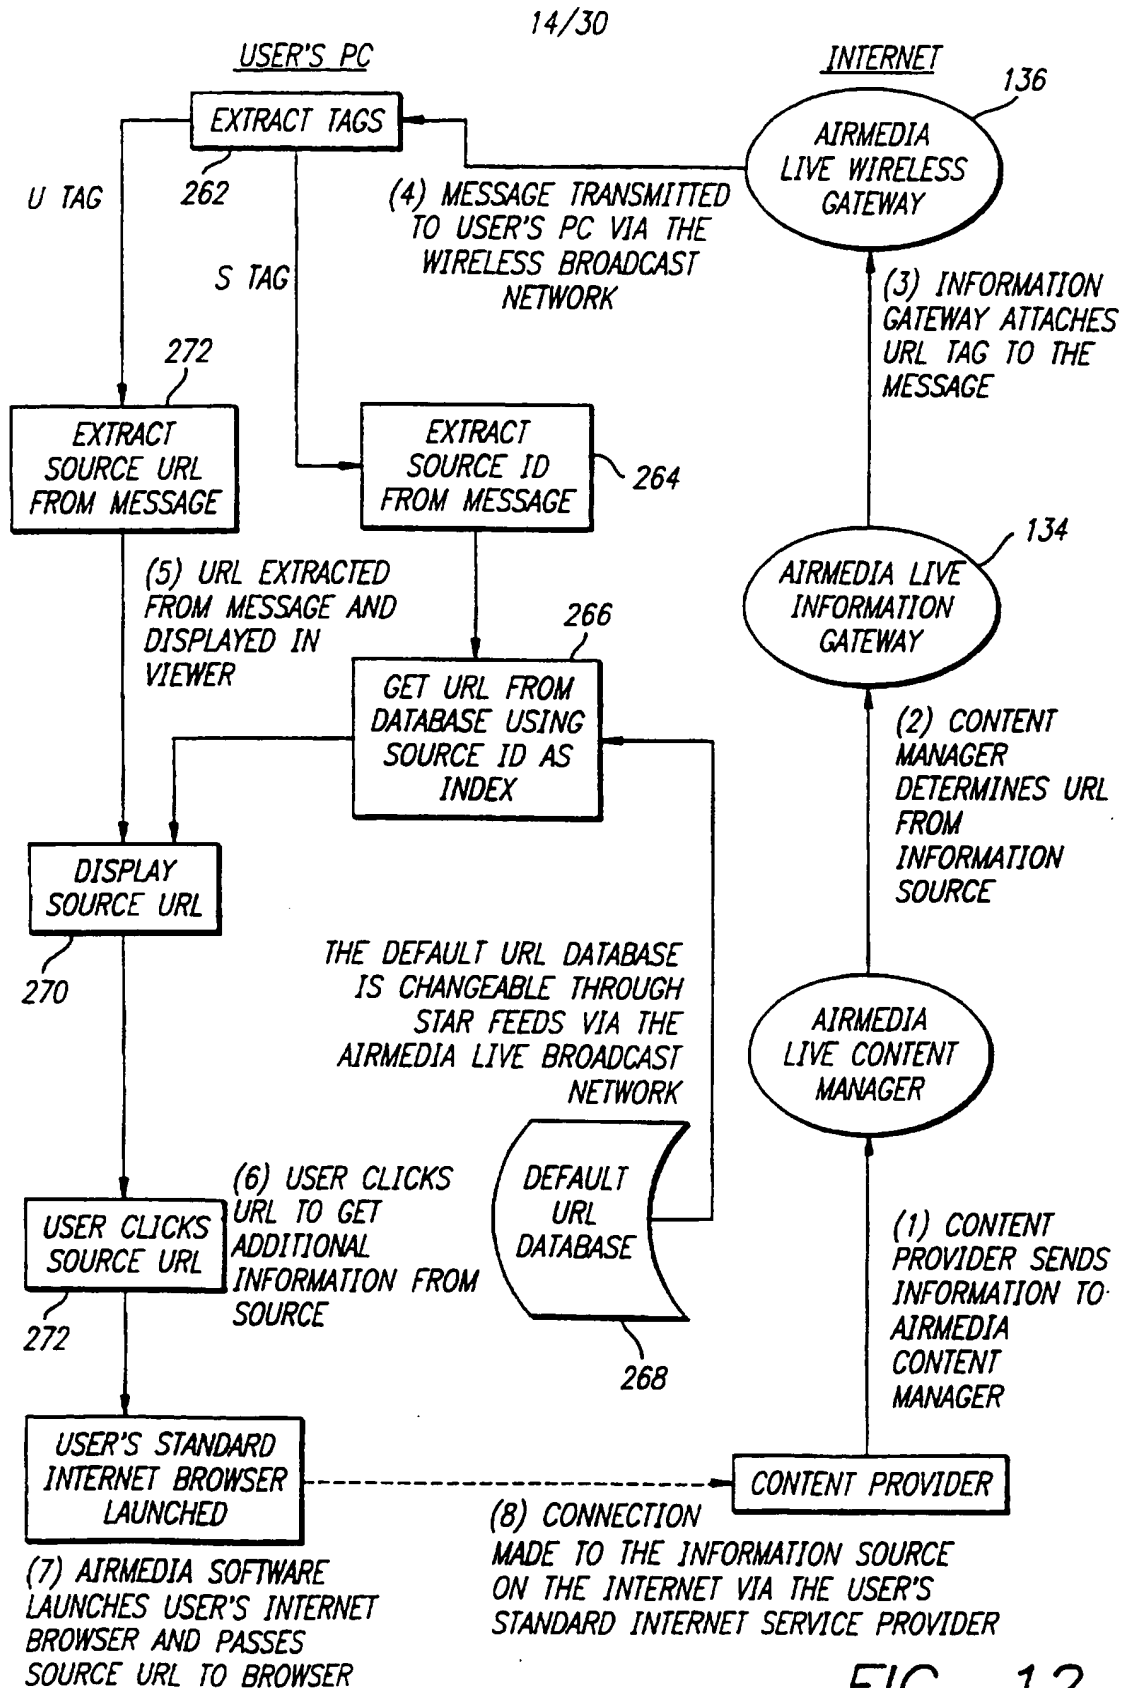 14/30
USER'S PC
INTERNET
136
EXTRACT TAGS
AIRMEDIA
LIVE WIRELESS
GATEWAY
262
U TAG
S TAG
(4) MESSAGE TRANSMITTED
TO USER'S PC VIA THE
WIRELESS BROADCAST
NETWORK
(3) INFORMATION
GATEWAY ATTACHES
URL TAG TO THE
MESSAGE
272
EXTRACT
SOURCE URL
FROM MESSAGE
EXTRACT
SOURCE ID
FROM MESSAGE
264
134
AIRMEDIA LIVE
INFORMATION
GATEWAY
(5) URL EXTRACTED
FROM MESSAGE AND
DISPLAYED IN
VIEWER
266
GET URL FROM
DATABASE USING
SOURCE ID AS
INDEX
(2) CONTENT
MANAGER
DETERMINES URL
FROM
INFORMATION
SOURCE
DISPLAY
SOURCE URL
270
THE DEFAULT URL DATABASE
IS CHANGEABLE THROUGH
STAR FEEDS VIA THE
AIRMEDIA LIVE BROADCAST
NETWORK
AIRMEDIA
LIVE CONTENT
MANAGER
DEFAULT
URL
DATABASE
268
(6) USER CLICKS
URL TO GET
ADDITIONAL
INFORMATION FROM
SOURCE
USER CLICKS
SOURCE URL
272
(1) CONTENT
PROVIDER SENDS
INFORMATION TO
AIRMEDIA
CONTENT
MANAGER
USER'S STANDARD
INTERNET BROWSER
LAUNCHED
CONTENT PROVIDER
(7) AIRMEDIA SOFTWARE
LAUNCHES USER'S INTERNET
BROWSER AND PASSES
SOURCE URL TO BROWSER
(8) CONNECTION
MADE TO THE INFORMATION SOURCE
ON THE INTERNET VIA THE USER'S
STANDARD INTERNET SERVICE PROVIDER
FIG. 12